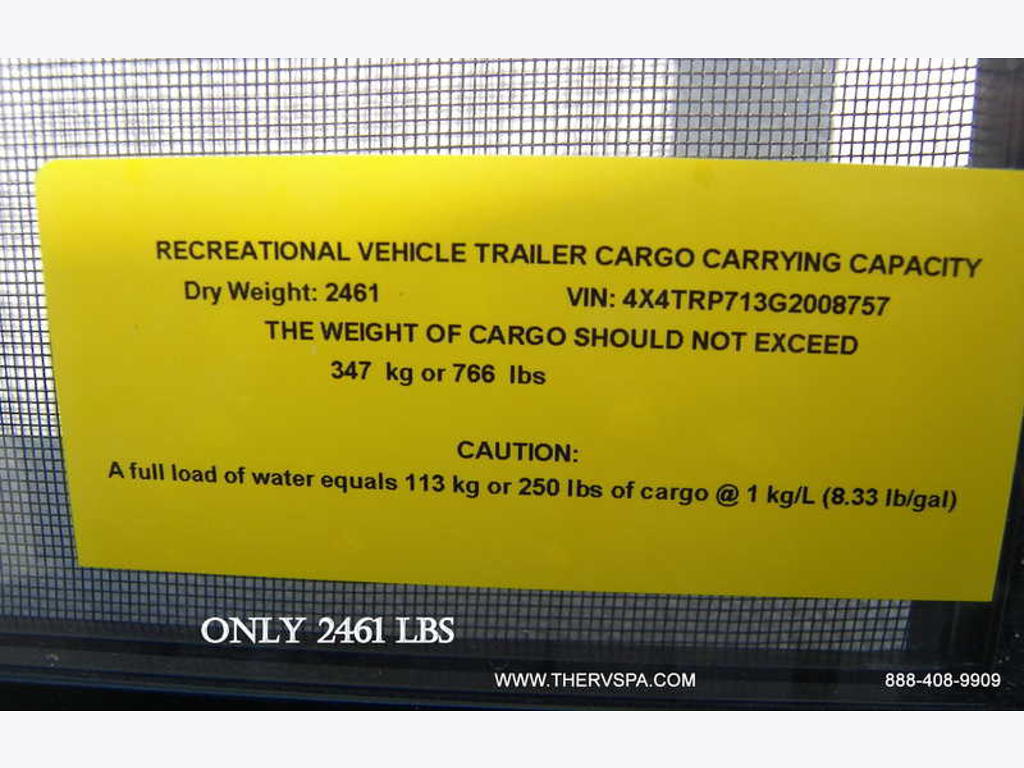 RECREATIONAL VEHICLE TRAILER CARGO CARRYING CAPACITY
Dry Weight: 2461 VIN: 4X4TRP713G2008757
THE WEIGHT OF CARGO SHOULD NOT EXCEED
347 kg or 766 lbs
CAUTION:
A full load of water equals 113 kg or 250 lbs of cargo @ 1 kg/L (8.33 lb/gal)
ONLY 2461 LBS
WWW.THERVSPA.COM 888-408-9909